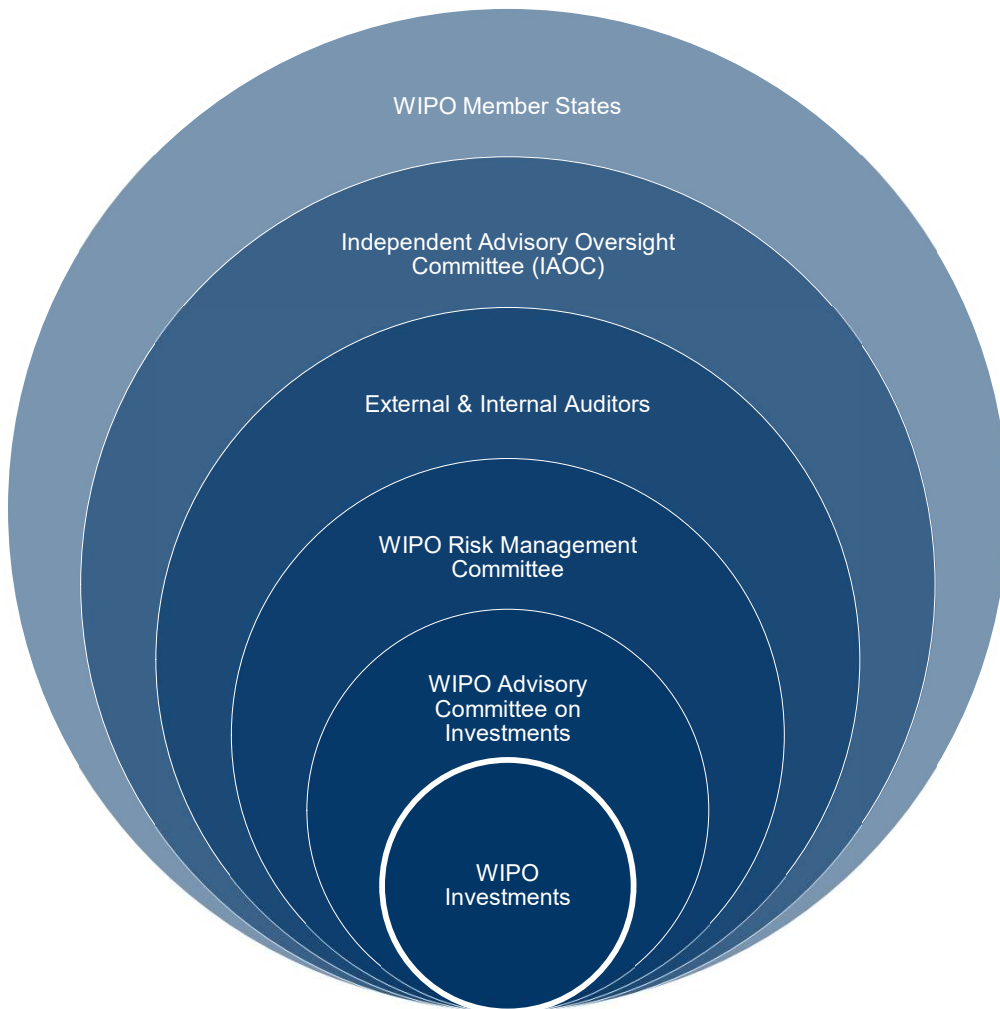 WIPO Member States
Independent Advisory Oversight
Committee (IAOC)
External & Internal Auditors
WIPO Risk Management
Committee
WIPO Advisory
Committee on
Investments
WIPO
Investments